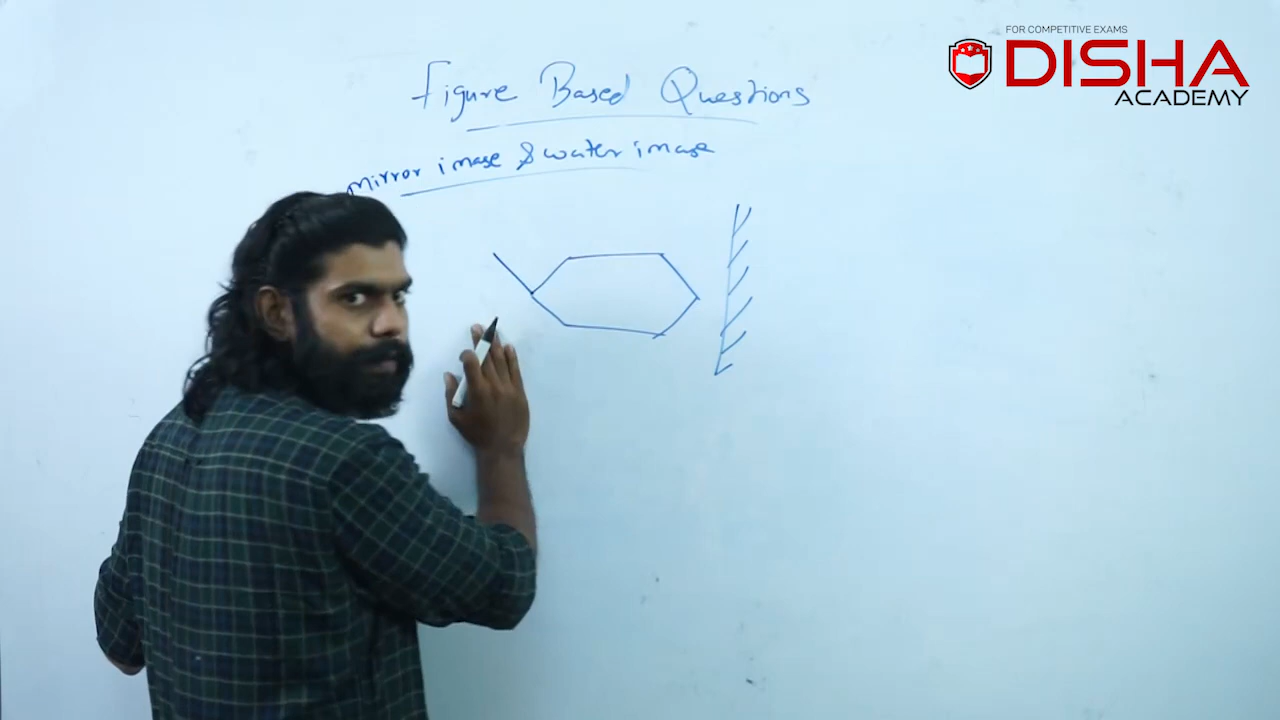 Figure Based Questions
mirror image & water image
FOR COMPETITIVE EXAMS
DISHA
ACADEMY